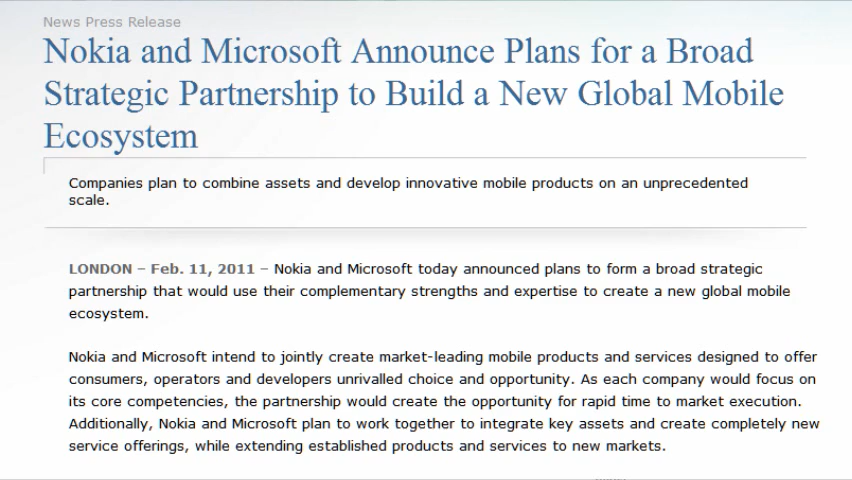 News Press Release
Nokia and Microsoft Announce Plans for a Broad
Strategic Partnership to Build a New Global Mobile
Ecosystem
Companies plan to combine assets and develop innovative mobile products on an unprecedented
scale.
LONDON – Feb. 11, 2011 – Nokia and Microsoft today announced plans to form a broad strategic
partnership that would use their complementary strengths and expertise to create a new global mobile
ecosystem.
Nokia and Microsoft intend to jointly create market-leading mobile products and services designed to offer
consumers, operators and developers unrivalled choice and opportunity. As each company would focus on
its core competencies, the partnership would create the opportunity for rapid time to market execution.
Additionally, Nokia and Microsoft plan to work together to integrate key assets and create completely new
service offerings, while extending established products and services to new markets.